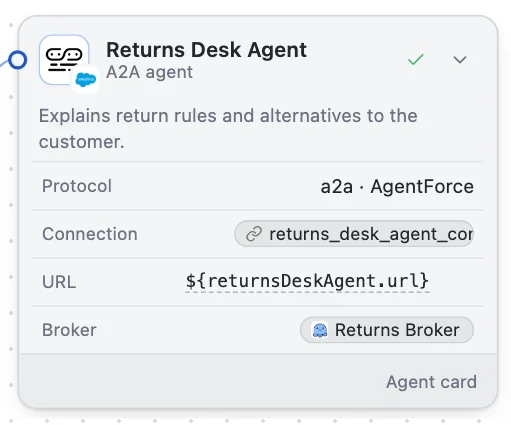 Returns Desk Agent
A2A agent
Explains return rules and alternatives to the
customer.
Protocol
a2a · AgentForce
Connection
returns_desk_agent_cor
URL
${returnsDeskAgent.url}
Broker
Returns Broker
Agent card